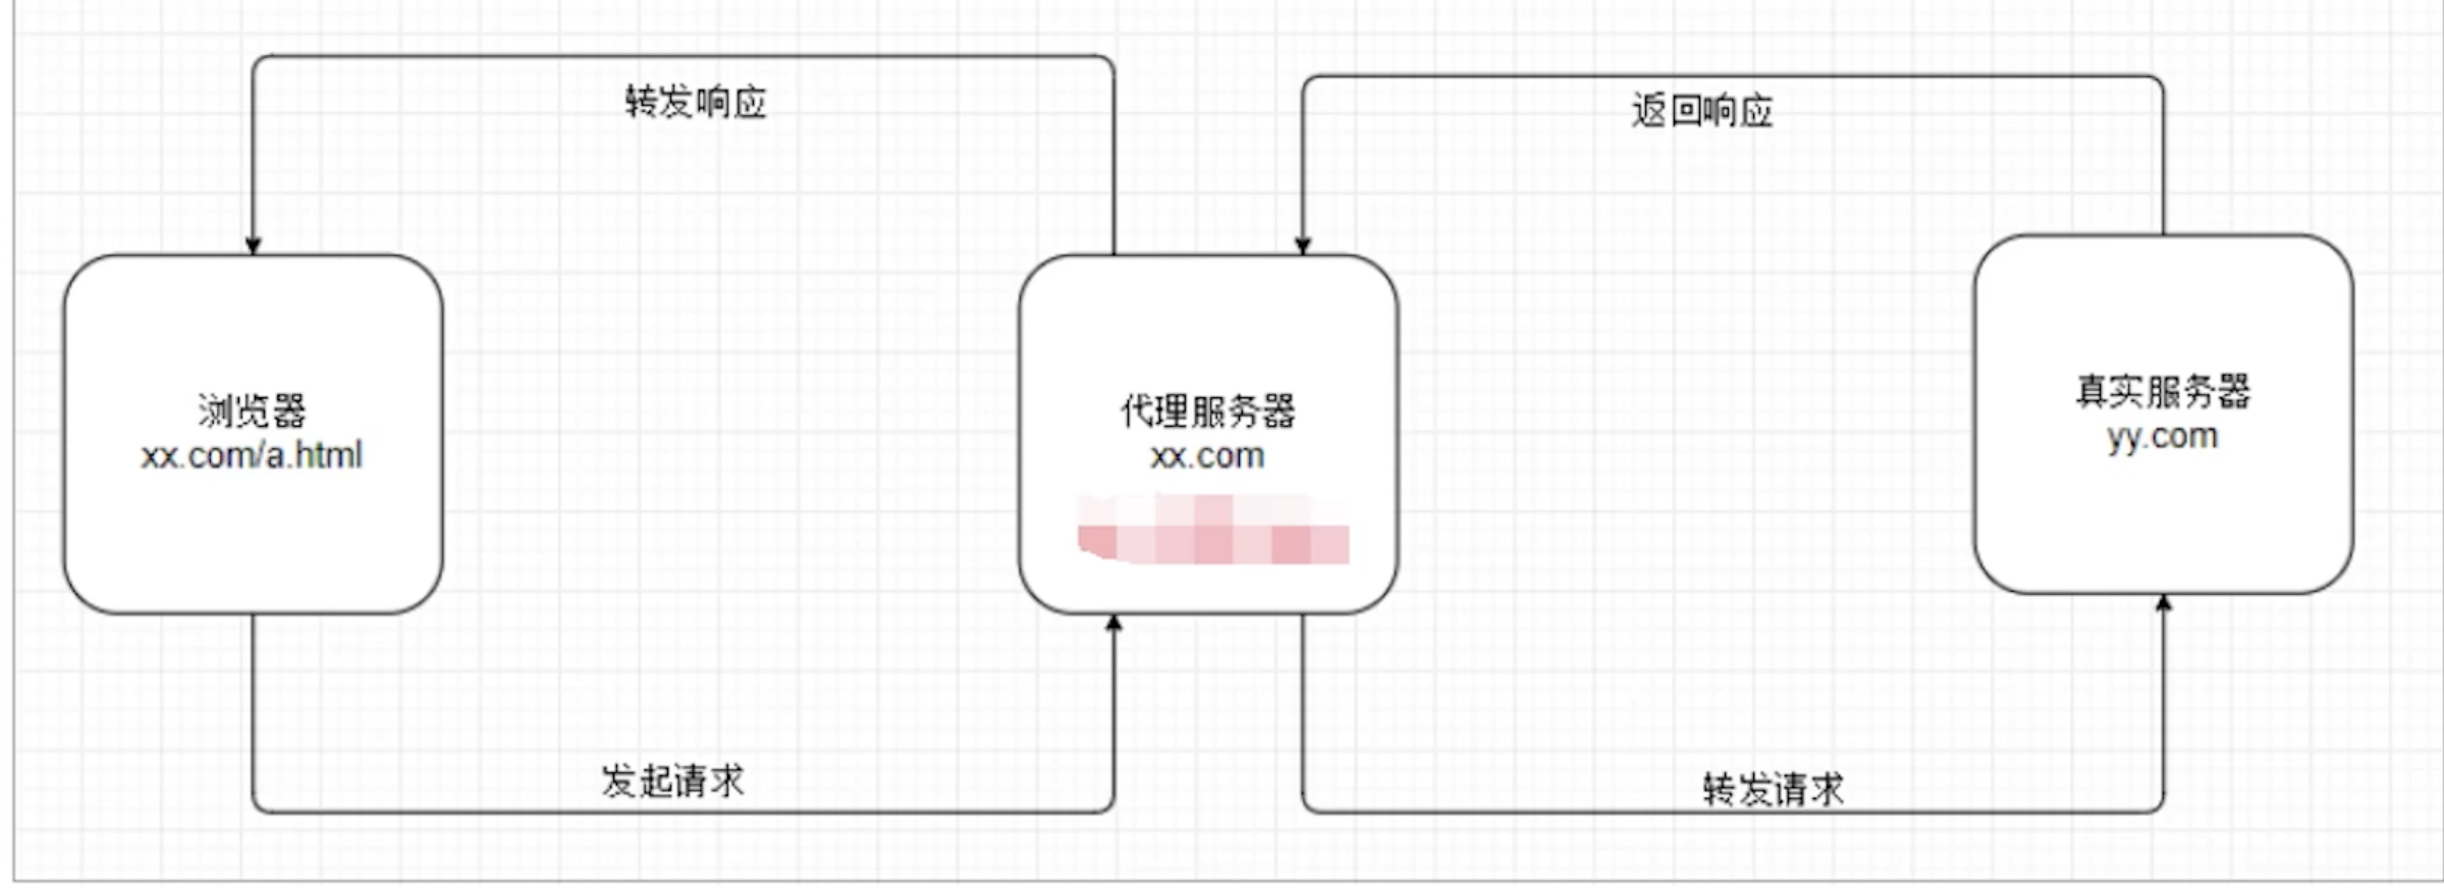 转发响应
返回响应
浏览器
xx.com/a.html
代理服务器
xx.com
真实服务器
yy.com
发起请求
转发请求